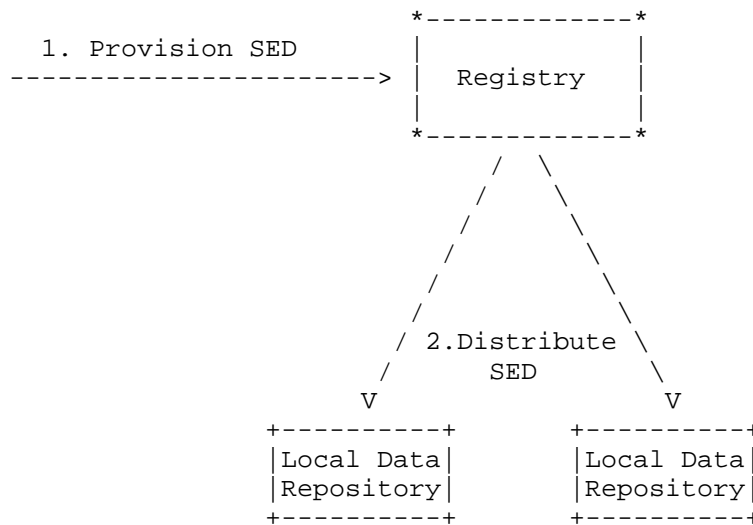 1. Provision SED
Registry
2.Distribute
SED
V V
Local Data Local Data
Repository Repository